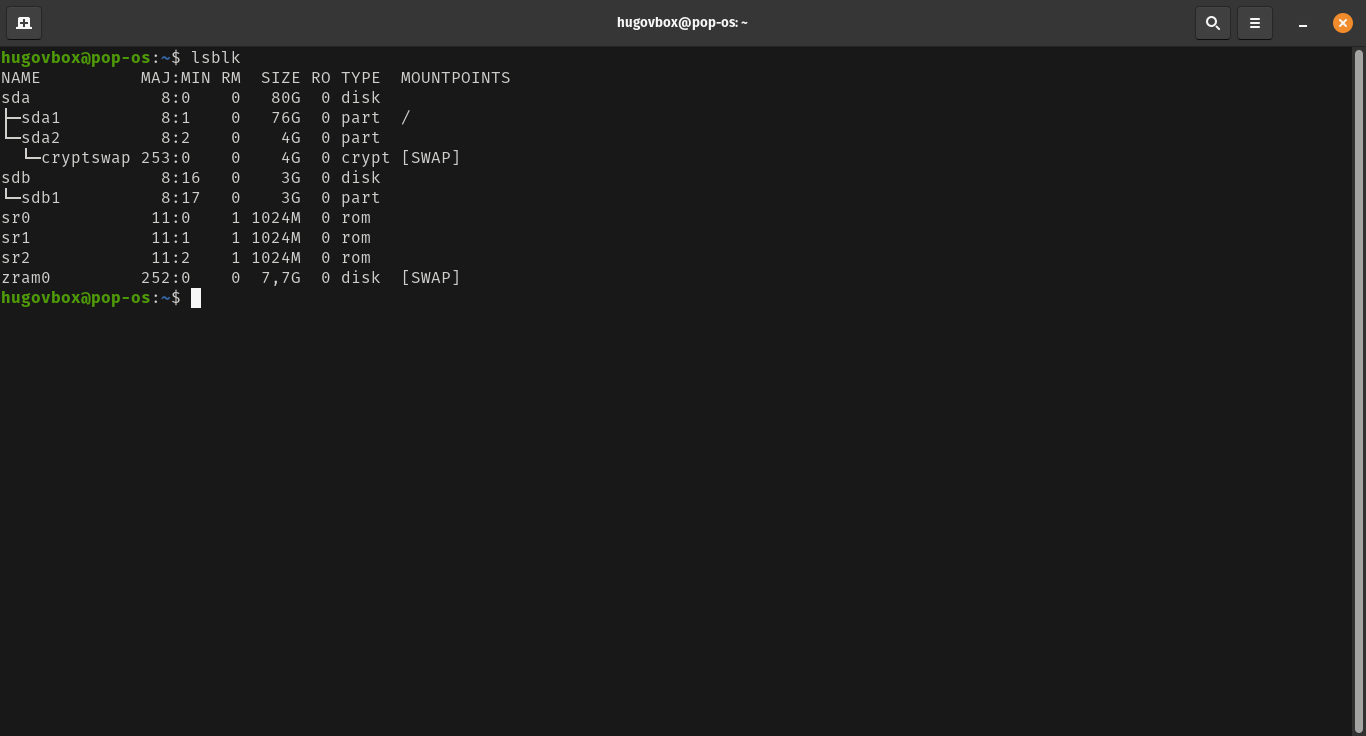 hugovbox@pop-os: ~
hugovbox@pop-os:~$ lsblk
NAME          MAJ:MIN RM   SIZE RO TYPE  MOUNTPOINTS
sda             8:0    0    80G  0 disk
├─sda1          8:1    0    76G  0 part  /
└─sda2          8:2    0     4G  0 part
  └─cryptswap 253:0    0     4G  0 crypt [SWAP]
sdb             8:16   0     3G  0 disk
└─sdb1          8:17   0     3G  0 part
sr0            11:0    1  1024M  0 rom
sr1            11:1    1  1024M  0 rom
sr2            11:2    1  1024M  0 rom
zram0         252:0    0   7,7G  0 disk  [SWAP]
hugovbox@pop-os:~$